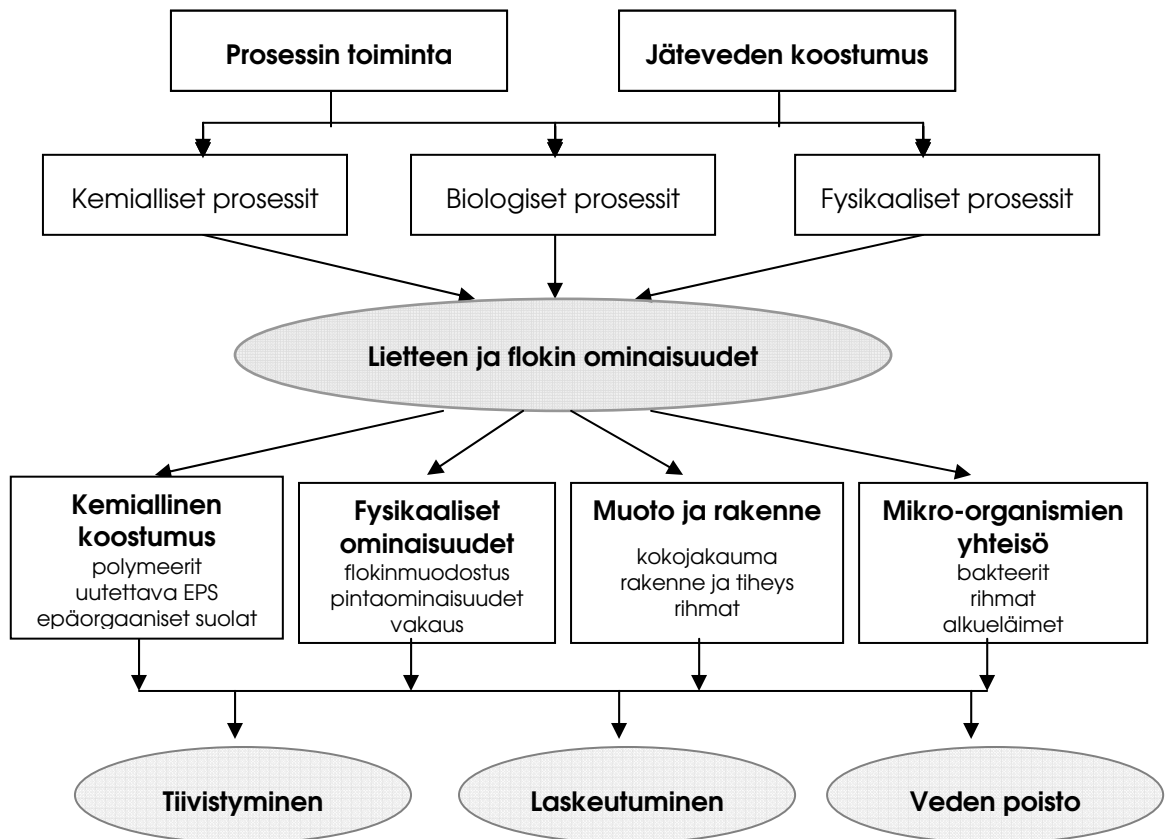 Prosessin toiminta
Jäteveden koostumus
Kemialliset prosessit
Biologiset prosessit
Fysikaaliset prosessit
Lietteen ja flokin ominaisuudet
Kemiallinen
koostumus
polymeerit
uutettava EPS
epäorgaaniset suolat
Fysikaaliset
ominaisuudet
flokinmuodostus
pintaominaisuudet
vakaus
Muoto ja rakenne
kokojakauma
rakenne ja tiheys
rihmat
Mikro-organismien
yhteisö
bakteerit
rihmat
alkueläimet
Tiivistyminen
Laskeutuminen
Veden poisto